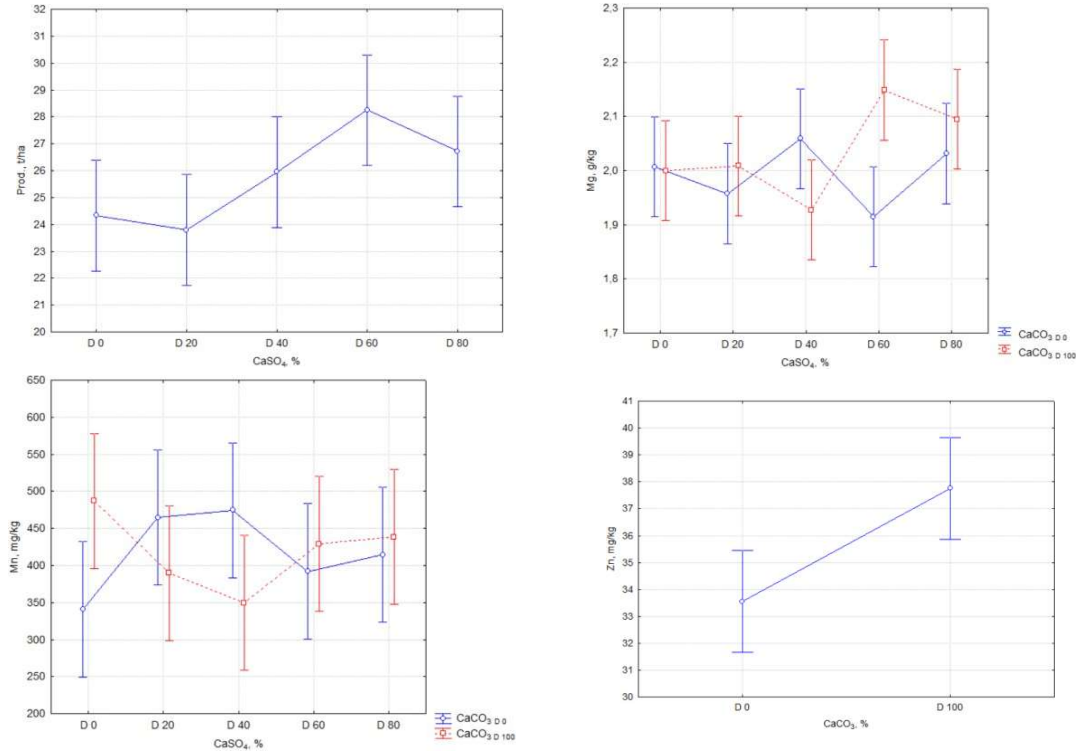 32
31
30
29
28
27
26
25
24
23
22
21
20
Prod., t/ha
D 0 D 20 D 40 D 60 D 80
CaSO₄, %
2,3
2,2
2,1
2,0
1,9
1,8
1,7
Mg, g/kg
D 0 D 20 D 40 D 60 D 80
CaSO₄, %
CaCO₃ D 0
CaCO₃ D 100
650
600
550
500
450
400
350
300
250
200
Mn, mg/kg
D 0 D 20 D 40 D 60 D 80
CaSO₄, %
CaCO₃ D 0
CaCO₃ D 100
41
40
39
38
37
36
35
34
33
32
31
30
Zn, mg/kg
D 0 D 100
CaCO₃, %